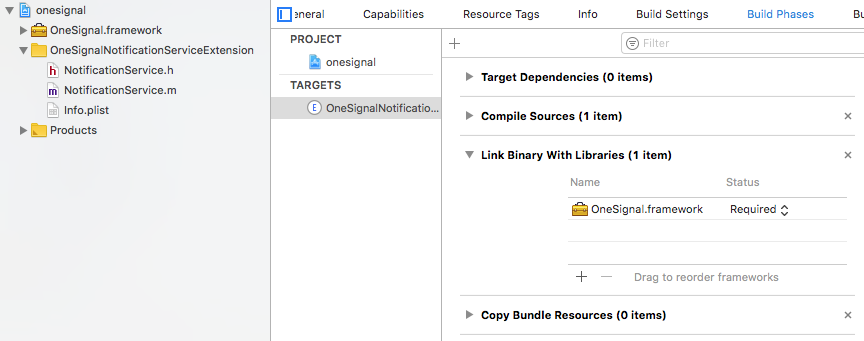 onesignal
OneSignal.framework
OneSignalNotificationServiceExtension
NotificationService.h
NotificationService.m
Info.plist
Products
eneral Capabilities Resource Tags Info Build Settings Build Phases Bu
PROJECT
onesignal
TARGETS
E OneSignalNotificatio...
Filter
Target Dependencies (0 items)
Compile Sources (1 item)
Link Binary With Libraries (1 item)
Name Status
OneSignal.framework Required
Drag to reorder frameworks
Copy Bundle Resources (0 items)